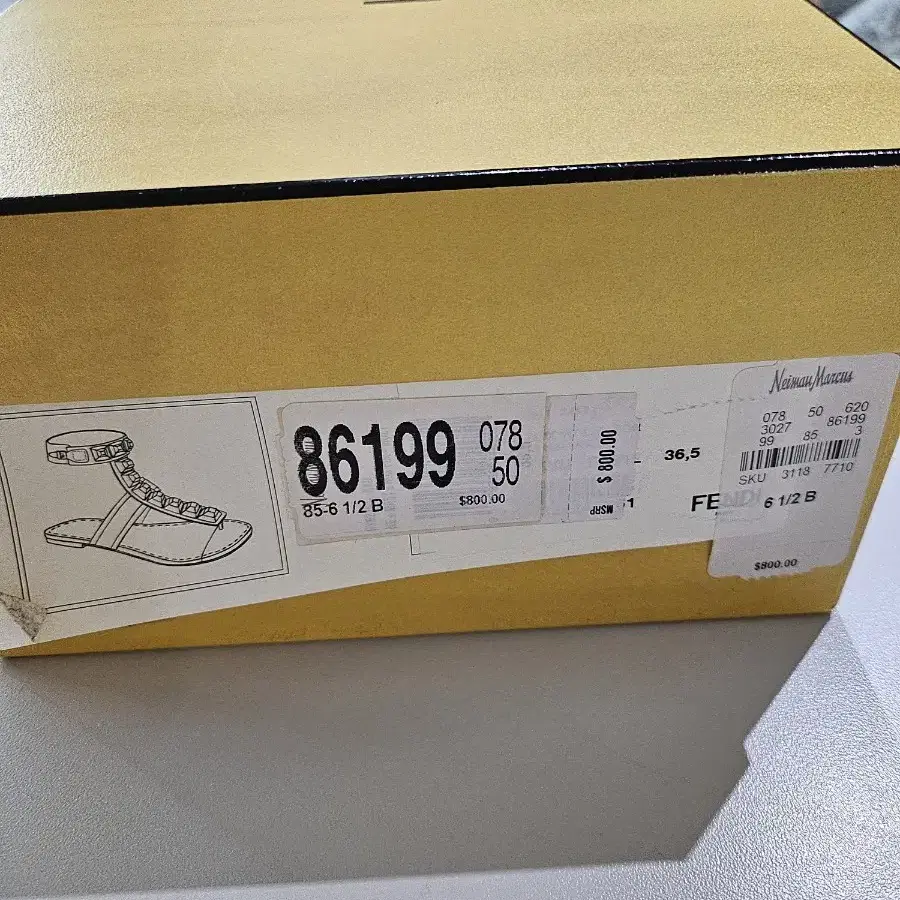 86199
078
50
85-6 1/2 B
$800.00
$ 800.00
MSRP
36,5
FENDI
Neiman Marcus
078 50 620
3027 86199
99 85 3
SKU 3118 7710
6 1/2 B
$800.00